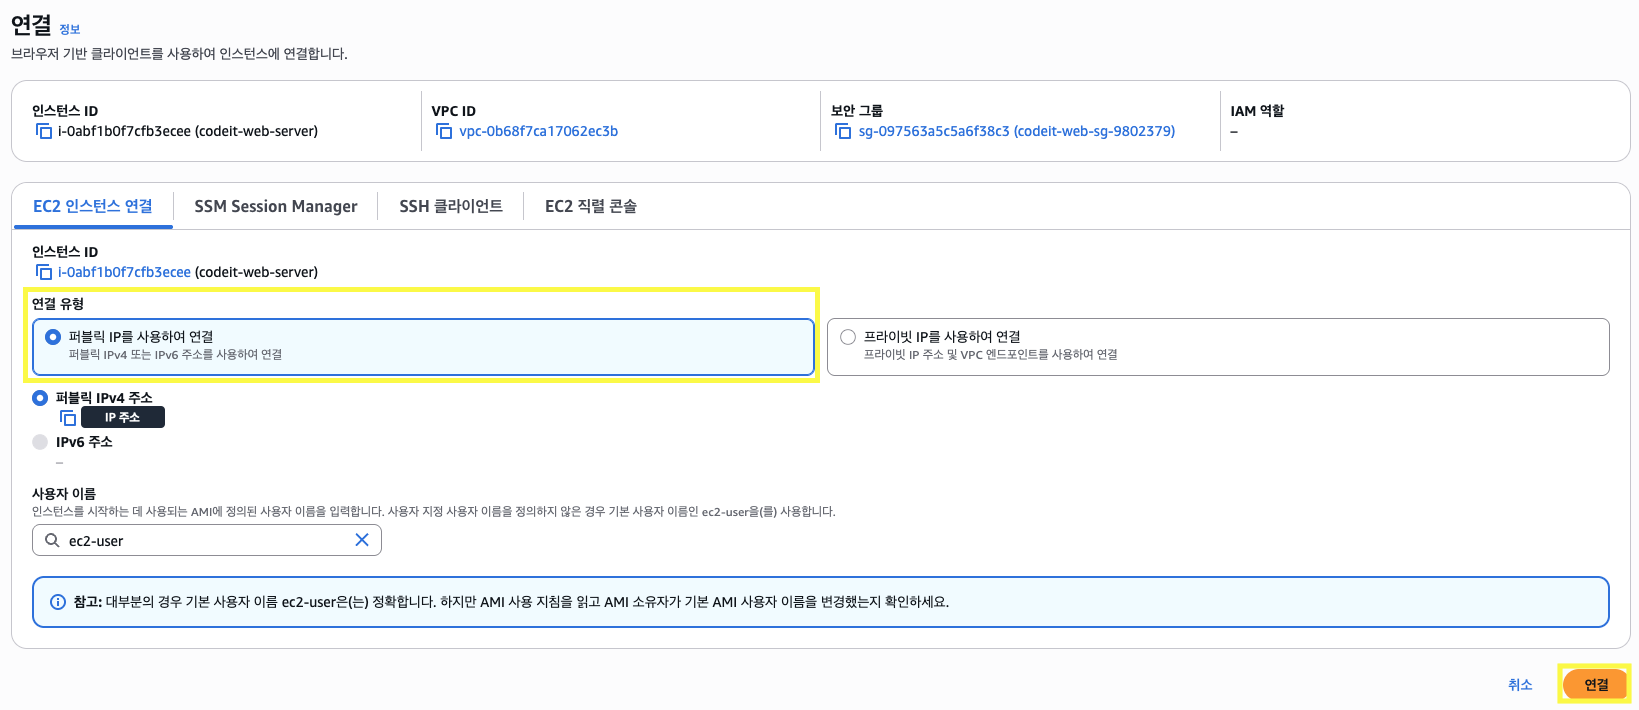 연결 정보
브라우저 기반 클라이언트를 사용하여 인스턴스에 연결합니다.
인스턴스 ID
i-0abf1b0f7cfb3ecee (codeit-web-server)
VPC ID
vpc-0b68f7ca17062ec3b
보안 그룹
sg-097563a5c5a6f38c3 (codeit-web-sg-9802379)
IAM 역할
–
EC2 인스턴스 연결
SSM Session Manager
SSH 클라이언트
EC2 직렬 콘솔
인스턴스 ID
i-0abf1b0f7cfb3ecee (codeit-web-server)
연결 유형
퍼블릭 IP를 사용하여 연결
퍼블릭 IPv4 또는 IPv6 주소를 사용하여 연결
프라이빗 IP를 사용하여 연결
프라이빗 IP 주소 및 VPC 엔드포인트를 사용하여 연결
퍼블릭 IPv4 주소
IP 주소
IPv6 주소
–
사용자 이름
인스턴스를 시작하는 데 사용되는 AMI에 정의된 사용자 이름을 입력합니다. 사용자 지정 사용자 이름을 정의하지 않은 경우 기본 사용자 이름인 ec2-user을(를) 사용합니다.
ec2-user
참고: 대부분의 경우 기본 사용자 이름 ec2-user은(는) 정확합니다. 하지만 AMI 사용 지침을 읽고 AMI 소유자가 기본 AMI 사용자 이름을 변경했는지 확인하세요.
취소
연결